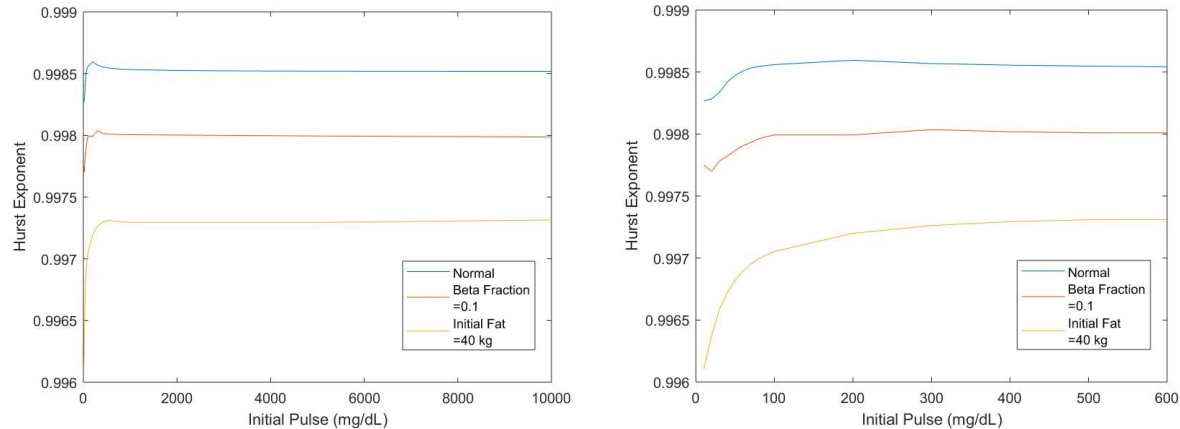 0.999
0.9985
0.998
0.9975
0.997
0.9965
0.996
Hurst Exponent
0 2000 4000 6000 8000 10000
Initial Pulse (mg/dL)
Normal
Beta Fraction
=0.1
Initial Fat
=40 kg
0.999
0.9985
0.998
0.9975
0.997
0.9965
0.996
Hurst Exponent
0 100 200 300 400 500 600
Initial Pulse (mg/dL)
Normal
Beta Fraction
=0.1
Initial Fat
=40 kg